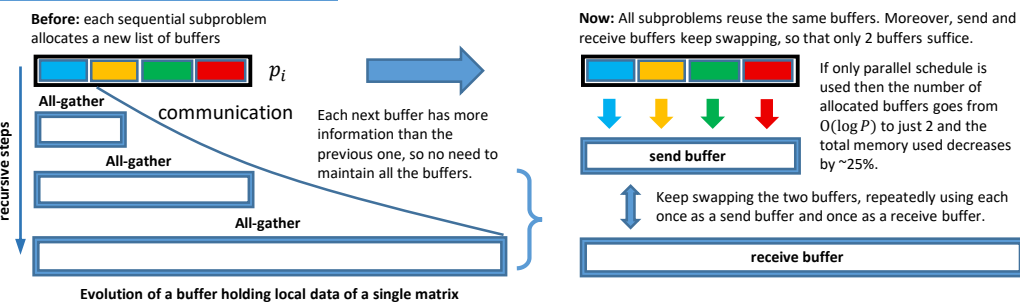 Before: each sequential subproblem
allocates a new list of buffers
p_i
All-gather
communication
All-gather
All-gather
recursive steps
Each next buffer has more
information than the
previous one, so no need to
maintain all the buffers.
Evolution of a buffer holding local data of a single matrix
Now: All subproblems reuse the same buffers. Moreover, send and
receive buffers keep swapping, so that only 2 buffers suffice.
If only parallel schedule is
used then the number of
allocated buffers goes from
O(log P) to just 2 and the
total memory used decreases
by ~25%.
send buffer
Keep swapping the two buffers, repeatedly using each
once as a send buffer and once as a receive buffer.
receive buffer